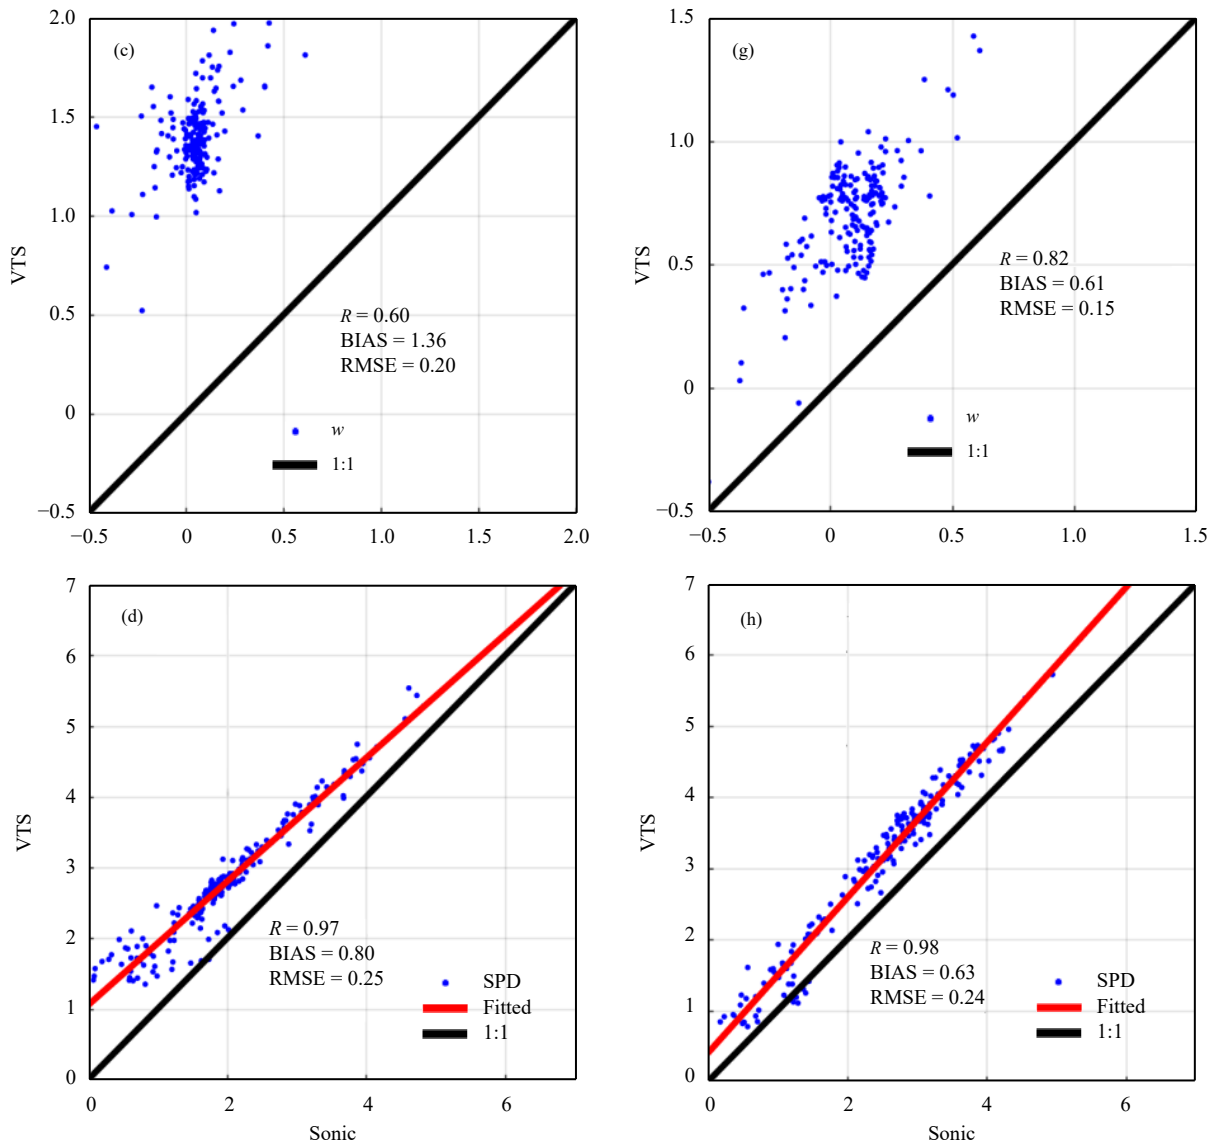 (c)
2.0
1.5
1.0
0.5
0
−0.5
VTS
R = 0.60
BIAS = 1.36
RMSE = 0.20
w
1:1
−0.5
0
0.5
1.0
1.5
2.0
(g)
1.5
1.0
0.5
0
−0.5
VTS
R = 0.82
BIAS = 0.61
RMSE = 0.15
w
1:1
−0.5
0
0.5
1.0
1.5
(d)
7
6
5
4
3
2
1
0
VTS
R = 0.97
BIAS = 0.80
RMSE = 0.25
SPD
Fitted
1:1
0
2
4
6
Sonic
(h)
7
6
5
4
3
2
1
0
VTS
R = 0.98
BIAS = 0.63
RMSE = 0.24
SPD
Fitted
1:1
0
2
4
6
Sonic